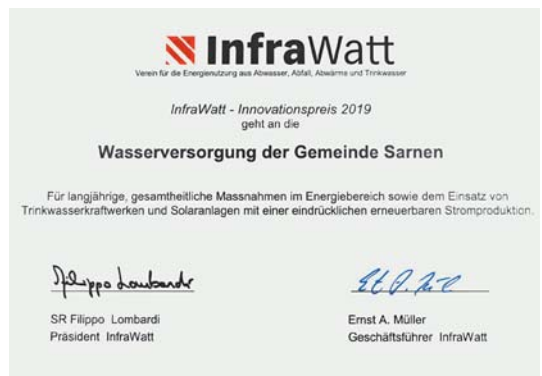 InfraWatt
Verein für die Energienutzung aus Abwasser, Abfall, Abwärme und Trinkwasser
InfraWatt - Innovationspreis 2019
geht an die
Wasserversorgung der Gemeinde Sarnen
Für langjährige, gesamtheitliche Massnahmen im Energiebereich sowie dem Einsatz von
Trinkwasserkraftwerken und Solaranlagen mit einer eindrücklichen erneuerbaren Stromproduktion.
Filippo Lombardi
SR Filippo Lombardi
Präsident InfraWatt
Ernst A. Müller
Geschäftsführer InfraWatt